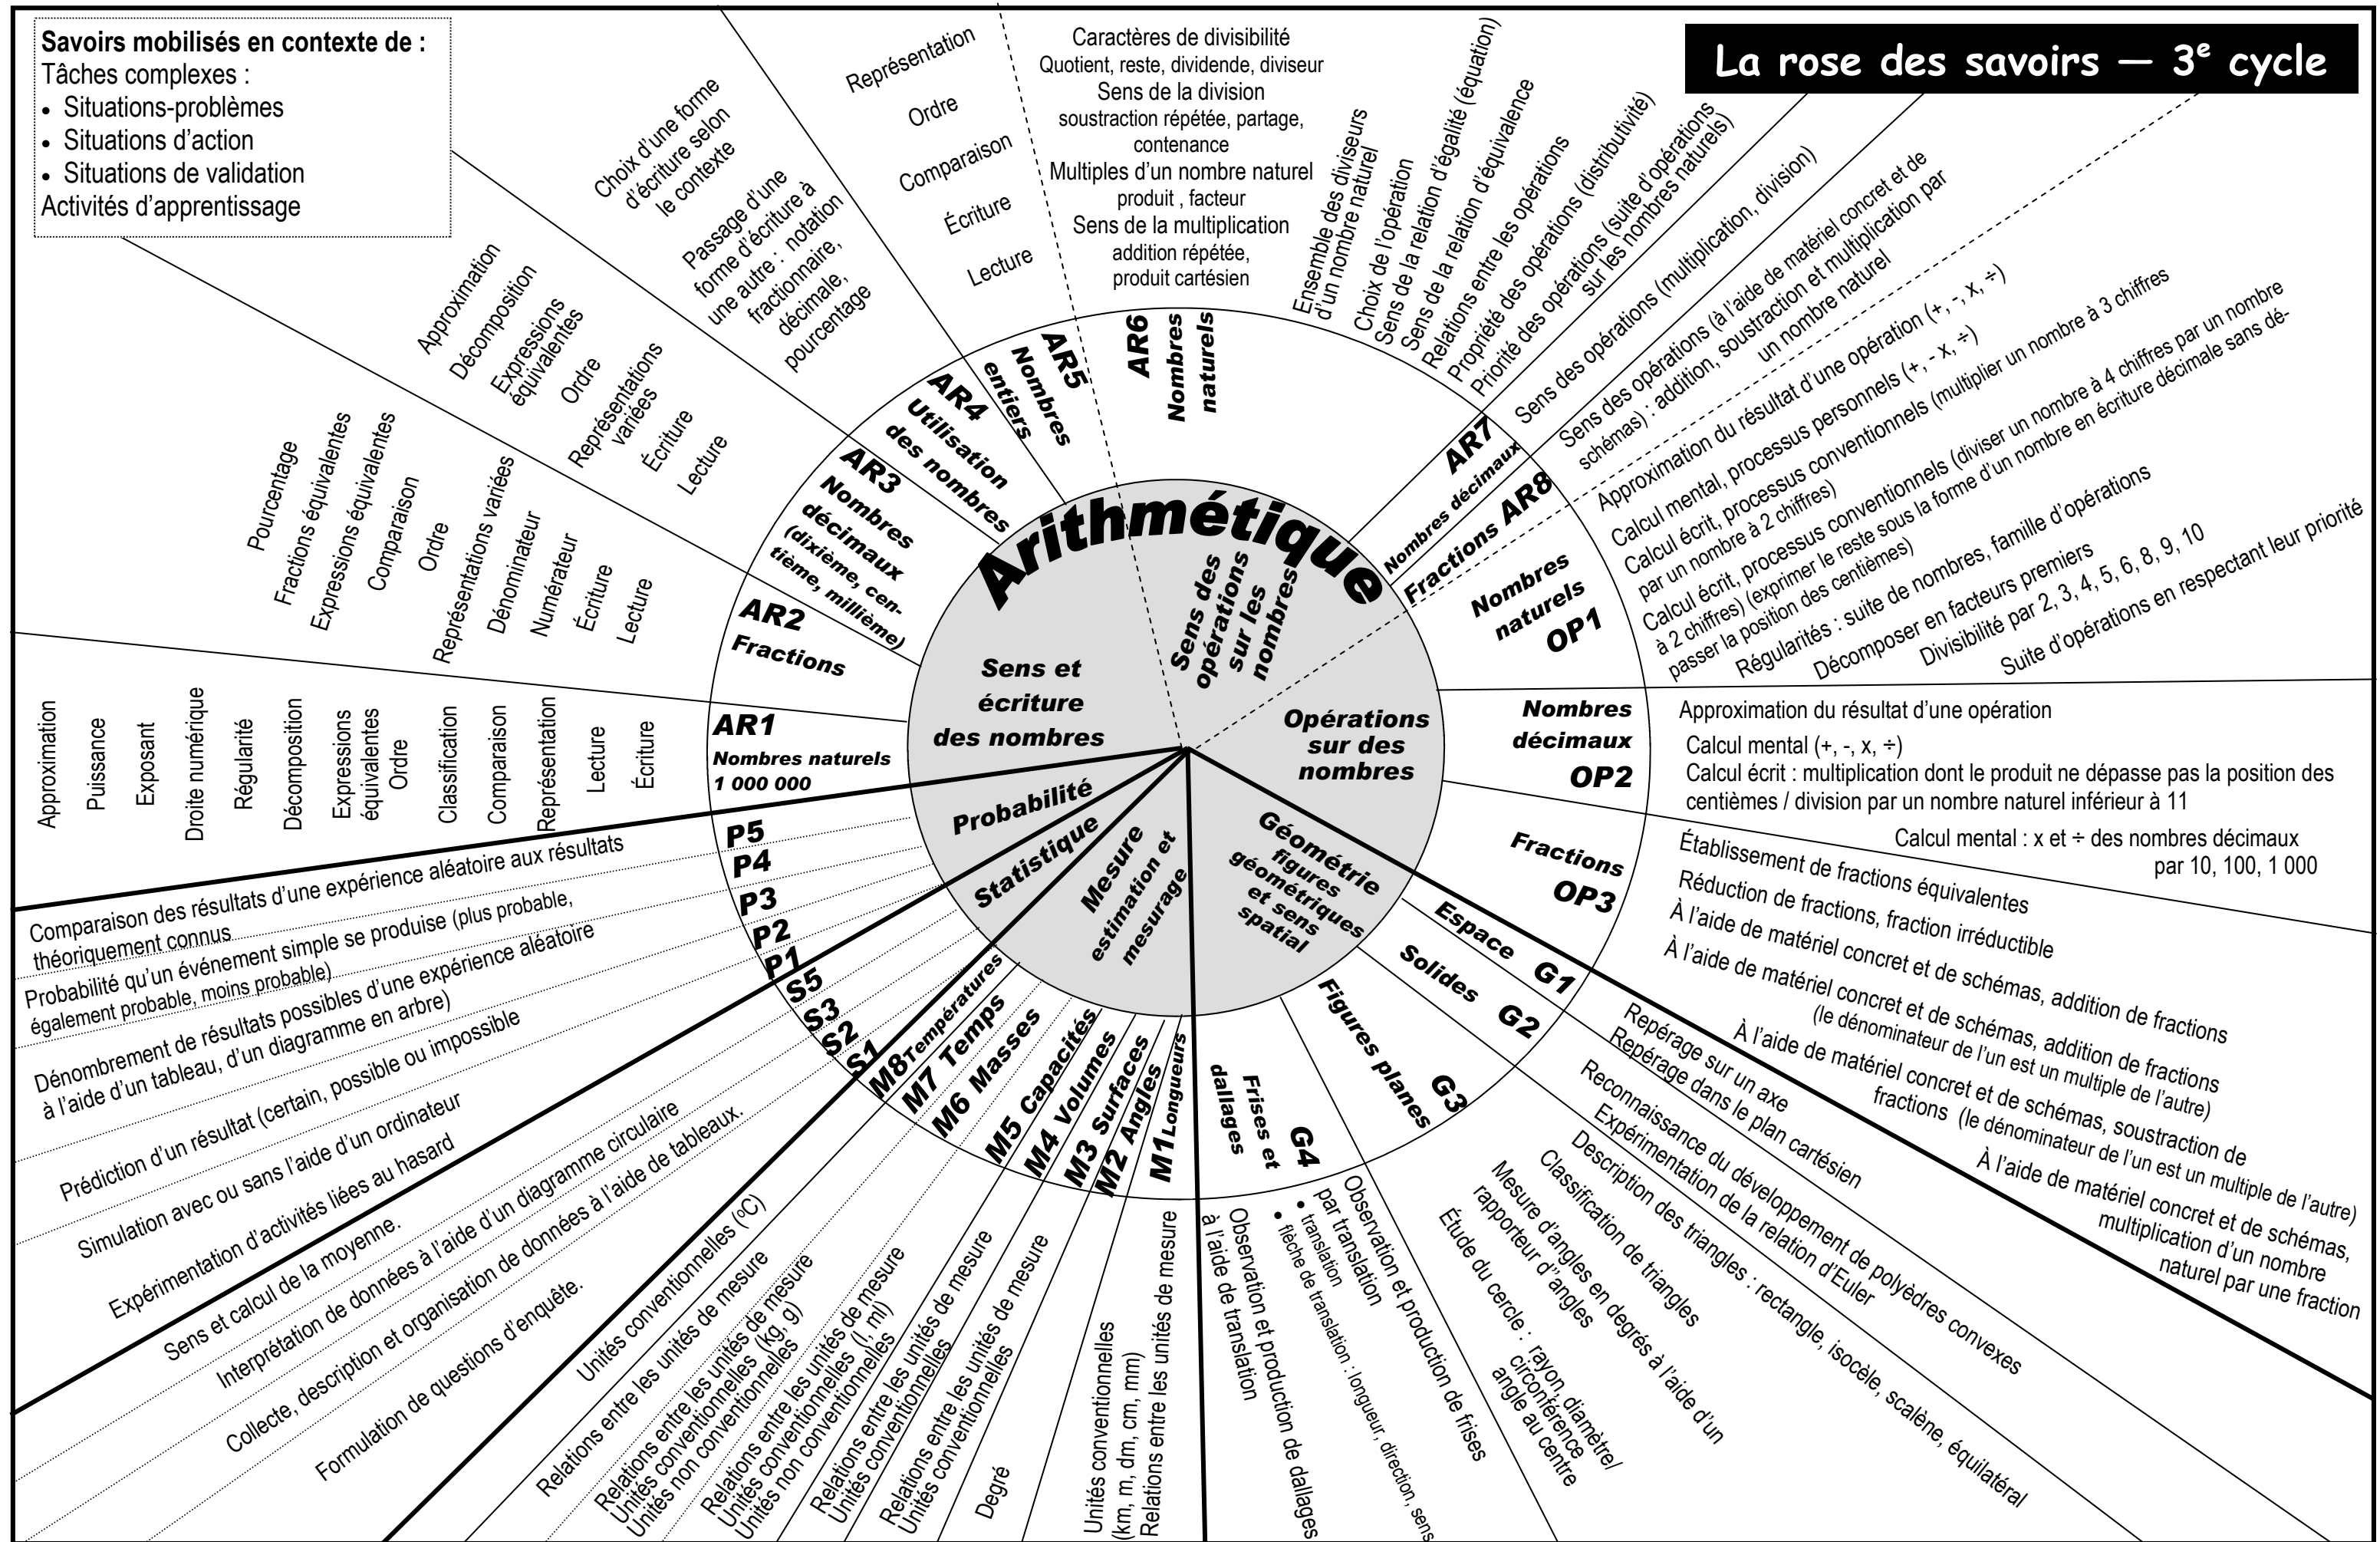 Savoirs mobilisés en contexte de :
Tâches complexes :
• Situations-problèmes
• Situations d’action
• Situations de validation
Activités d’apprentissage
La rose des savoirs — 3e cycle
Arithmétique
Sens et
écriture
des nombres
Sens des
opérations
sur les
nombres
Opérations
sur des
nombres
Géométrie
figures
géométriques
et sens
spatial
Mesure
estimation et
mesurage
Statistique
Probabilité
AR1
Nombres naturels
1 000 000
Approximation
Puissance
Exposant
Droite numérique
Régularité
Décomposition
Expressions
équivalentes
Ordre
Classification
Comparaison
Représentation
Lecture
Écriture
AR2
Fractions
Pourcentage
Fractions équivalentes
Expressions équivalentes
Comparaison
Ordre
Représentations variées
Dénominateur
Numérateur
Écriture
Lecture
AR3
Nombres
décimaux
(dixième, cen-
tième, millième)
Approximation
Décomposition
Expressions
équivalentes
Ordre
Représentations
variées
Écriture
Lecture
AR4
Utilisation
des nombres
Choix d’une forme
d’écriture selon
le contexte
Passage d’une
forme d’écriture à
une autre : notation
fractionnaire,
décimale,
pourcentage
AR5
Nombres
entiers
Représentation
Ordre
Comparaison
Écriture
Lecture
AR6
Nombres
naturels
Caractères de divisibilité
Quotient, reste, dividende, diviseur
Sens de la division
soustraction répétée, partage,
contenance
Multiples d’un nombre naturel
produit , facteur
Sens de la multiplication
addition répétée,
produit cartésien
Ensemble des diviseurs
d’un nombre naturel
Choix de l’opération
Sens de la relation d’égalité (équation)
Sens de la relation d’équivalence
Relations entre les opérations
Propriété des opérations (distributivité)
Priorité des opérations (suite d’opérations
sur les nombres naturels)
AR7
Nombres décimaux
Sens des opérations (multiplication, division)
Fractions AR8
Sens des opérations (à l’aide de matériel concret et de
schémas) : addition, soustraction et multiplication par
un nombre naturel
Nombres
naturels
OP1
Approximation du résultat d’une opération (+, -, x, ÷)
Calcul mental, processus personnels (+, - x, ÷)
Calcul écrit, processus conventionnels (multiplier un nombre à 3 chiffres
par un nombre à 2 chiffres)
Calcul écrit, processus conventionnels (diviser un nombre à 4 chiffres par un nombre
à 2 chiffres) (exprimer le reste sous la forme d’un nombre en écriture décimale sans dé-
passer la position des centièmes)
Régularités : suite de nombres, famille d’opérations
Décomposer en facteurs premiers
Divisibilité par 2, 3, 4, 5, 6, 8, 9, 10
Suite d’opérations en respectant leur priorité
Nombres
décimaux
OP2
Approximation du résultat d’une opération
Calcul mental (+, -, x, ÷)
Calcul écrit : multiplication dont le produit ne dépasse pas la position des
centièmes / division par un nombre naturel inférieur à 11
Calcul mental : x et ÷ des nombres décimaux
par 10, 100, 1 000
Fractions
OP3
Établissement de fractions équivalentes
Réduction de fractions, fraction irréductible
À l’aide de matériel concret et de schémas, addition de fractions
À l’aide de matériel concret et de schémas, addition de fractions
(le dénominateur de l’un est un multiple de l’autre)
À l’aide de matériel concret et de schémas, soustraction de
fractions (le dénominateur de l’un est un multiple de l’autre)
À l’aide de matériel concret et de schémas,
multiplication d’un nombre
naturel par une fraction
Espace G1
Repérage sur un axe
Repérage dans le plan cartésien
Solides G2
Reconnaissance du développement de polyèdres convexes
Expérimentation de la relation d’Euler
Figures planes
G3
Description des triangles : rectangle, isocèle, scalène, équilatéral
Classification de triangles
Mesure d’angles en degrés à l’aide d’un
rapporteur d’’angles
Étude du cercle : rayon, diamètre/
circonférence
angle au centre
Frises et
dallages
G4
Observation et production de frises
par translation
• translation
• flèche de translation : longueur, direction, sens
Observation et production de dallages
à l’aide de translation
M1 Longueurs
Unités conventionnelles
(km, m, dm, cm, mm)
Relations entre les unités de mesure
M2 Angles
Degré
M3 Surfaces
Relations entre les unités de mesure
Unités conventionnelles
M4 Volumes
Relations entre les unités de mesure
Unités conventionnelles
M5 Capacités
Relations entre les unités de mesure
Unités conventionnelles (l, ml)
Unités non conventionnelles
M6 Masses
Relations entre les unités de mesure
Unités conventionnelles (kg, g)
Unités non conventionnelles
M7 Temps
Relations entre les unités de mesure
M8 Températures
Unités conventionnelles (ºC)
S1
Formulation de questions d’enquête.
S2
Collecte, description et organisation de données à l’aide de tableaux.
S3
Interprétation de données à l’aide d’un diagramme circulaire
S5
Sens et calcul de la moyenne.
P1
Expérimentation d’activités liées au hasard
P2
Simulation avec ou sans l’aide d’un ordinateur
P3
Prédiction d’un résultat (certain, possible ou impossible
P4
Dénombrement de résultats possibles d’une expérience aléatoire
à l’aide d’un tableau, d’un diagramme en arbre)
P5
Probabilité qu’un événement simple se produise (plus probable,
également probable, moins probable)
Comparaison des résultats d’une expérience aléatoire aux résultats
théoriquement connus